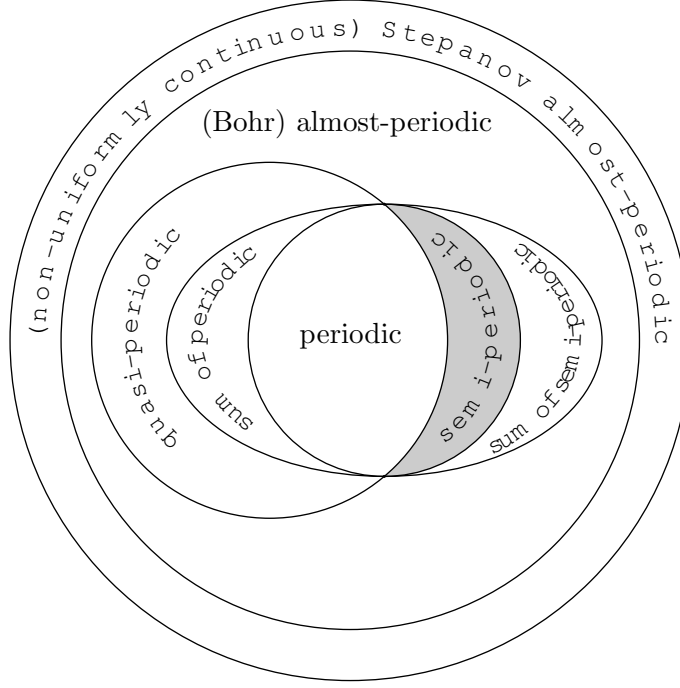 (non-uniformly continuous) Stepanov almost-periodic
(Bohr) almost-periodic
quasi-periodic
sum of periodic
periodic
semi-periodic
sum of semi-periodic